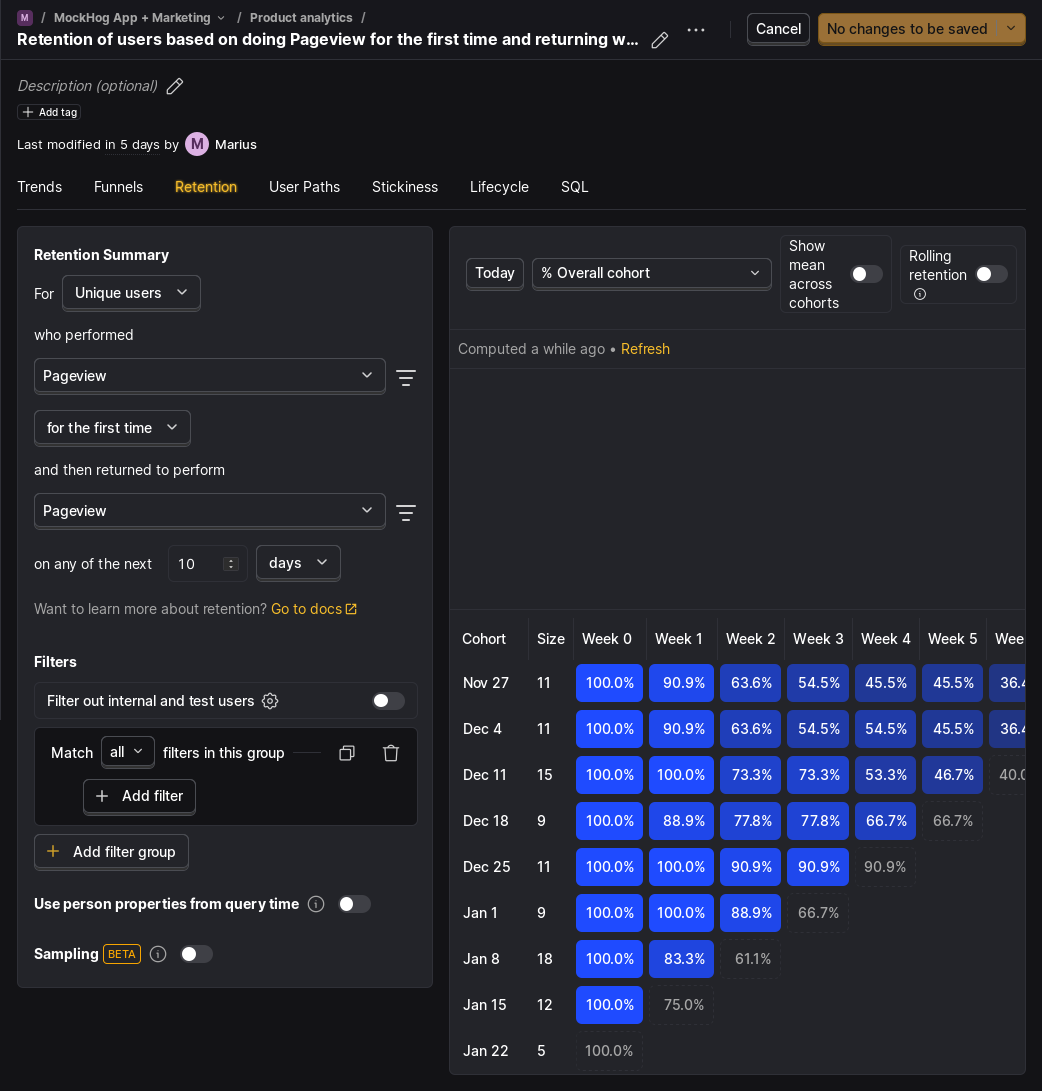 M / MockHog App + Marketing / Product analytics /
Retention of users based on doing Pageview for the first time and returning w...
Cancel
No changes to be saved
Description (optional)
Add tag
Last modified in 5 days by M Marius
Trends Funnels Retention User Paths Stickiness Lifecycle SQL
Retention Summary
For Unique users
who performed
Pageview
for the first time
and then returned to perform
Pageview
on any of the next 10 days
Want to learn more about retention? Go to docs
Filters
Filter out internal and test users
Match all filters in this group
Add filter
Add filter group
Use person properties from query time
Sampling BETA
Today
% Overall cohort
Show
mean
across
cohorts
Rolling
retention
Computed a while ago • Refresh
Cohort Size Week 0 Week 1 Week 2 Week 3 Week 4 Week 5 Wee
Nov 27 11 100.0% 90.9% 63.6% 54.5% 45.5% 45.5% 36.4
Dec 4 11 100.0% 90.9% 63.6% 54.5% 54.5% 45.5% 36.4
Dec 11 15 100.0% 100.0% 73.3% 73.3% 53.3% 46.7% 40.0
Dec 18 9 100.0% 88.9% 77.8% 77.8% 66.7% 66.7%
Dec 25 11 100.0% 100.0% 90.9% 90.9% 90.9%
Jan 1 9 100.0% 100.0% 88.9% 66.7%
Jan 8 18 100.0% 83.3% 61.1%
Jan 15 12 100.0% 75.0%
Jan 22 5 100.0%